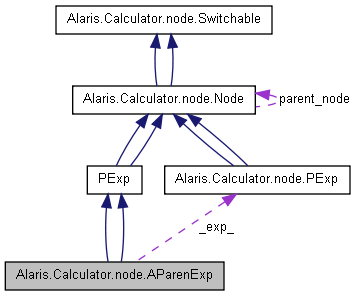 Alaris.Calculator.node.Switchable
Alaris.Calculator.node.Node
parent_node
PExp
Alaris.Calculator.node.PExp
_exp_
Alaris.Calculator.node.AParenExp